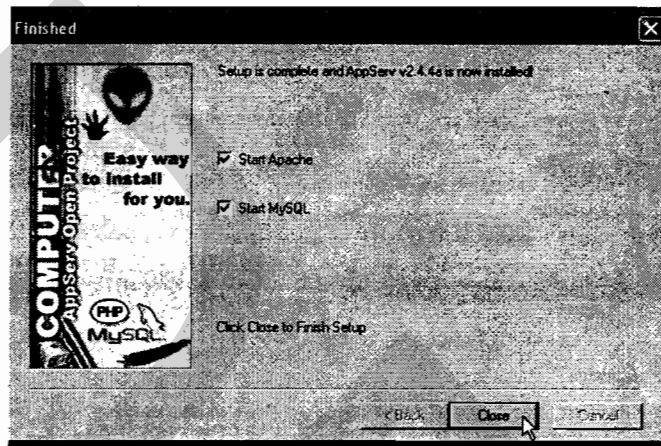 Finished
Setup is complete and AppServ v2.4.4a is now installed!
COMPUTER
AppServ Open Project
Easy way
to Install
for you.
Start Apache
Start MySQL
PHP
MySQL
Click Close to Finish Setup
< Back
Close
Cancel